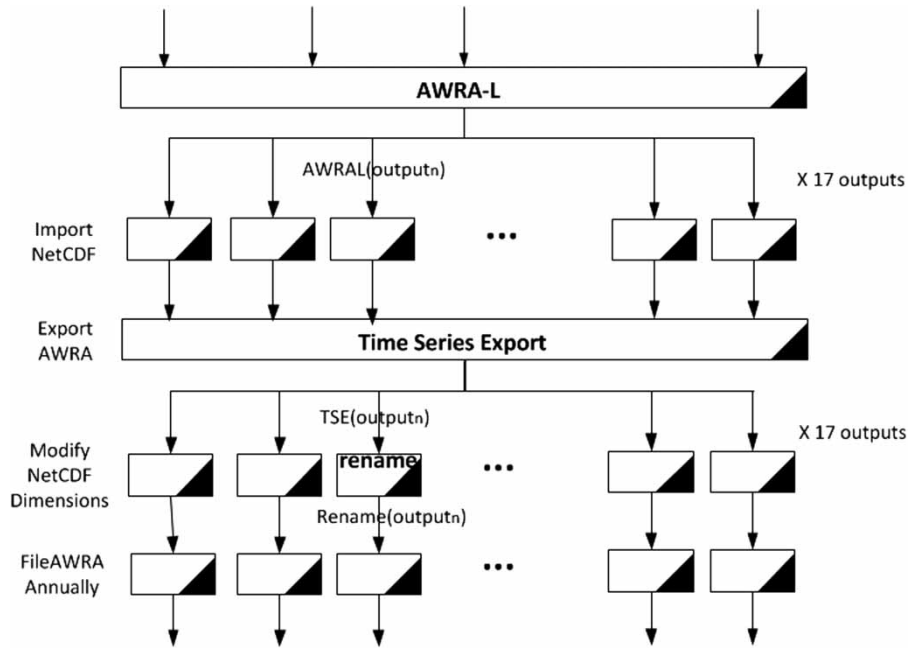 AWRA-L
AWRAL(outputn)
X 17 outputs
Import
NetCDF
Export
AWRA
Time Series Export
TSE(outputn)
X 17 outputs
Modify
NetCDF
Dimensions
rename
Rename(outputn)
FileAWRA
Annually